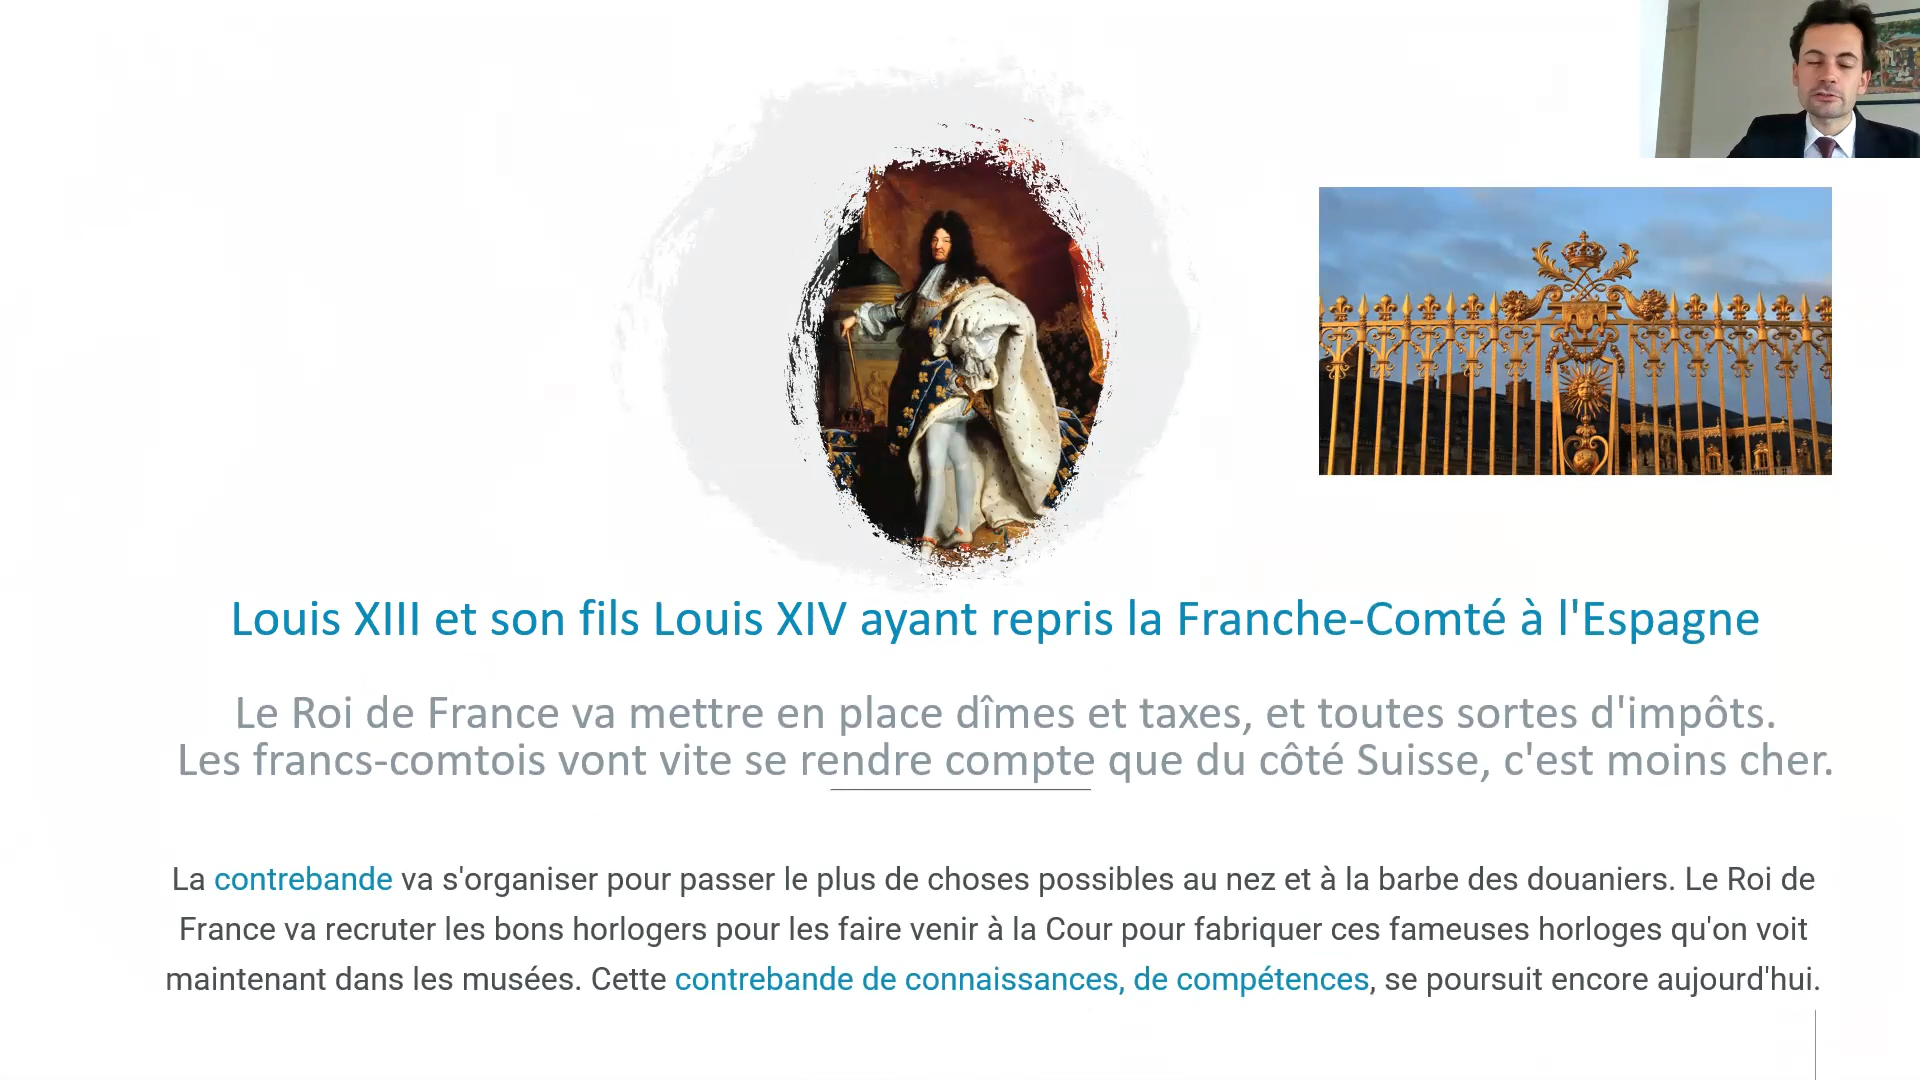 Louis XIII et son fils Louis XIV ayant repris la Franche-Comté à l'Espagne
Le Roi de France va mettre en place dîmes et taxes, et toutes sortes d'impôts.
Les francs-comtois vont vite se rendre compte que du côté Suisse, c'est moins cher.
La contrebande va s'organiser pour passer le plus de choses possibles au nez et à la barbe des douaniers. Le Roi de
France va recruter les bons horlogers pour les faire venir à la Cour pour fabriquer ces fameuses horloges qu'on voit
maintenant dans les musées. Cette contrebande de connaissances, de compétences, se poursuit encore aujourd'hui.